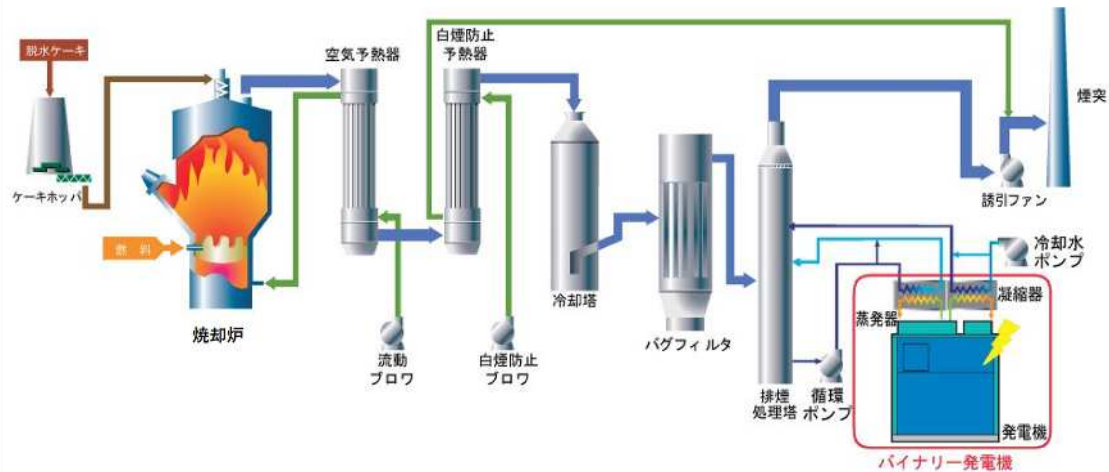 脱水ケーキ
ケーキホッパ
燃料
焼却炉
空気予熱器
白煙防止
予熱器
流動
ブロワ
白煙防止
ブロワ
冷却塔
バグフィルタ
排煙
処理塔
循環
ポンプ
煙突
誘引ファン
冷却水
ポンプ
凝縮器
蒸発器
発電機
バイナリー発電機